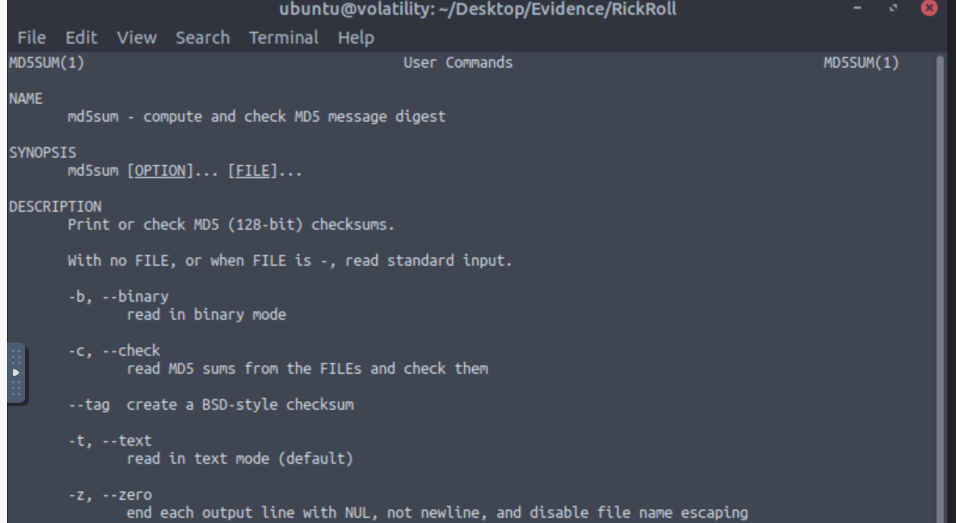 ubuntu@volatility: ~/Desktop/Evidence/RickRoll
File Edit View Search Terminal Help
MD5SUM(1) User Commands MD5SUM(1)
NAME
md5sum - compute and check MD5 message digest
SYNOPSIS
md5sum [OPTION]... [FILE]...
DESCRIPTION
Print or check MD5 (128-bit) checksums.
With no FILE, or when FILE is -, read standard input.
-b, --binary
read in binary mode
-c, --check
read MD5 sums from the FILEs and check them
--tag create a BSD-style checksum
-t, --text
read in text mode (default)
-z, --zero
end each output line with NUL, not newline, and disable file name escaping